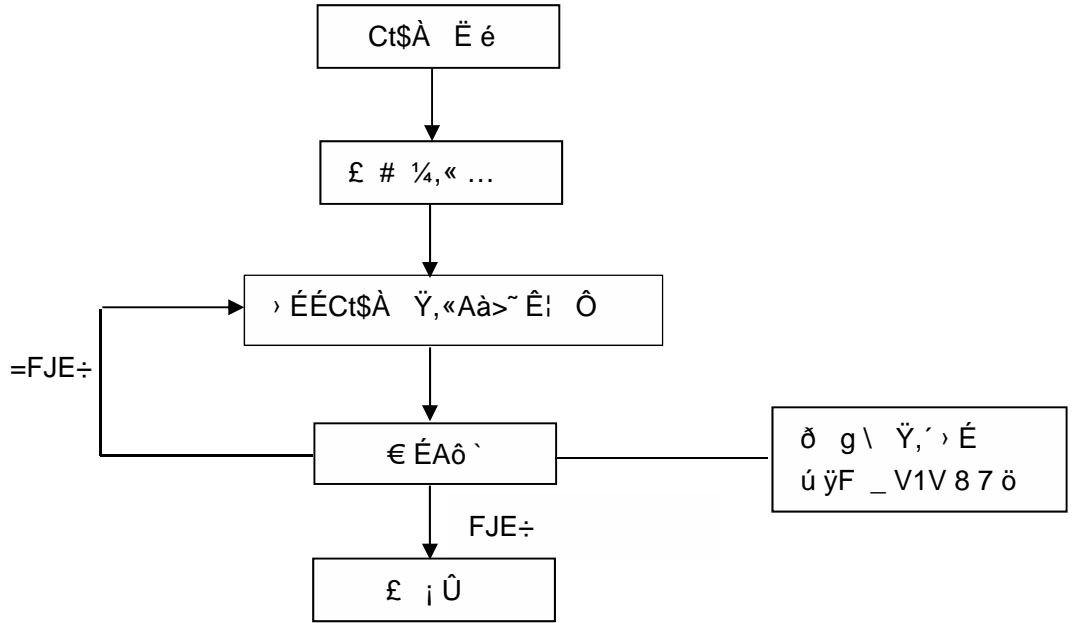 Ct$À Ë é
£ # ¼,« …
› ÉÉCt$À Ÿ,«Aà>˜ Ê¦ Ô
=FJE÷
€ ÉAô `
ð g \ Ÿ,´ › É
ú ÿF _ V1V 8 7 ö
FJE÷
£ ¡ Û